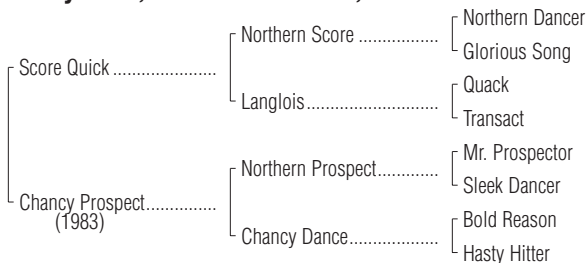 Northern Dancer
Northern Score ..................
Glorious Song
Score Quick .......................
Quack
Langlois..............................
Transact
Mr. Prospector
Northern Prospect..............
Sleek Dancer
Chancy Prospect................
(1983)
Bold Reason
Chancy Dance....................
Hasty Hitter